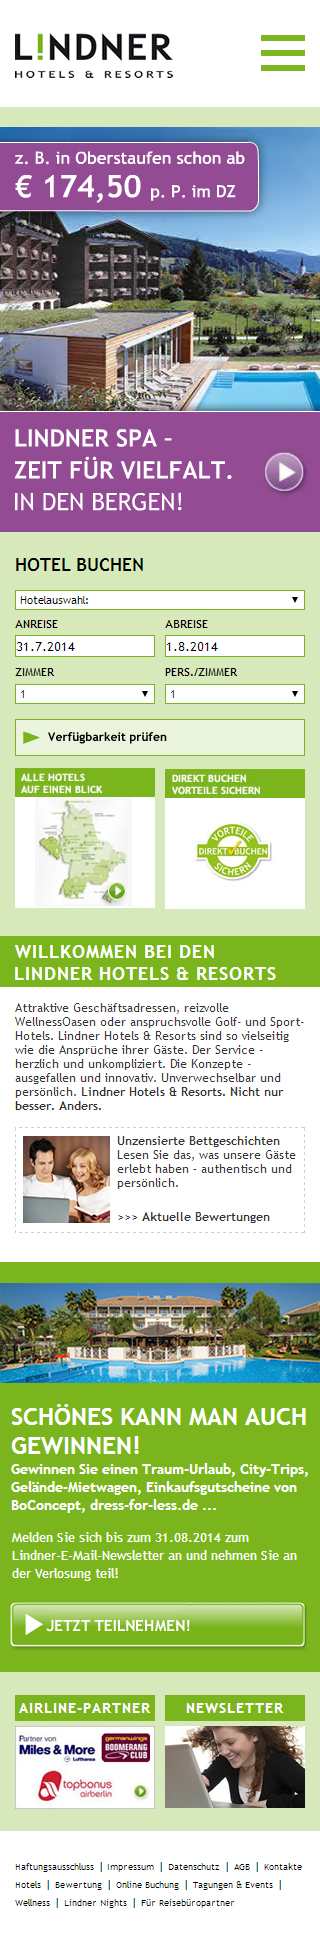 L!NDNER
HOTELS & RESORTS
z. B. in Oberstaufen schon ab
€ 174,50 p. P. im DZ
LINDNER SPA –
ZEIT FÜR VIELFALT.
IN DEN BERGEN!
HOTEL BUCHEN
Hotelauswahl:
ANREISE ABREISE
31.7.2014 1.8.2014
ZIMMER PERS./ZIMMER
1 1
Verfügbarkeit prüfen
ALLE HOTELS
AUF EINEN BLICK
DIREKT BUCHEN
VORTEILE SICHERN
VORTEILE
DIREKT BUCHEN
SICHERN
WILLKOMMEN BEI DEN
LINDNER HOTELS & RESORTS
Attraktive Geschäftsadressen, reizvolle
WellnessOasen oder anspruchsvolle Golf- und Sport-
Hotels. Lindner Hotels & Resorts sind so vielseitig
wie die Ansprüche ihrer Gäste. Der Service -
herzlich und unkompliziert. Die Konzepte -
ausgefallen und innovativ. Unverwechselbar und
persönlich. Lindner Hotels & Resorts. Nicht nur
besser. Anders.
Unzensierte Bettgeschichten
Lesen Sie das, was unsere Gäste
erlebt haben - authentisch und
persönlich.
>>> Aktuelle Bewertungen
SCHÖNES KANN MAN AUCH
GEWINNEN!
Gewinnen Sie einen Traum-Urlaub, City-Trips,
Gelände-Mietwagen, Einkaufsgutscheine von
BoConcept, dress-for-less.de ...
Melden Sie sich bis zum 31.08.2014 zum
Lindner-E-Mail-Newsletter an und nehmen Sie an
der Verlosung teil!
JETZT TEILNEHMEN!
AIRLINE-PARTNER
Partner von
Miles & More
Lufthansa
germanwings
BOOMERANG
CLUB
topbonus
airberlin
NEWSLETTER
Haftungsausschluss | Impressum | Datenschutz | AGB | Kontakte
Hotels | Bewertung | Online Buchung | Tagungen & Events |
Wellness | Lindner Nights | Für Reisebüropartner